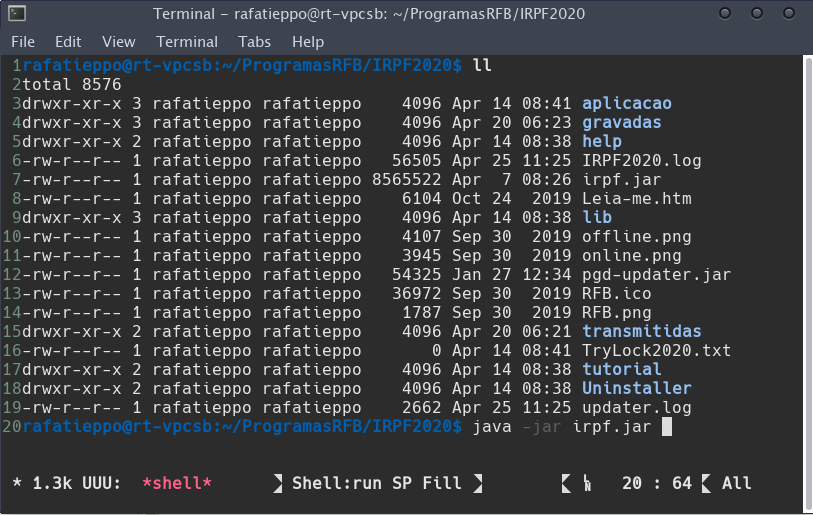 Terminal - rafatieppo@rt-vpcsb: ~/ProgramasRFB/IRPF2020
File Edit View Terminal Tabs Help
1rafatieppo@rt-vpcsb:~/ProgramasRFB/IRPF2020$ ll
2total 8576
3drwxr-xr-x 3 rafatieppo rafatieppo 4096 Apr 14 08:41 aplicacao
4drwxr-xr-x 4 rafatieppo rafatieppo 4096 Apr 20 06:23 gravadas
5drwxr-xr-x 2 rafatieppo rafatieppo 4096 Apr 14 08:38 help
6-rw-r--r-- 1 rafatieppo rafatieppo 56505 Apr 25 11:25 IRPF2020.log
7-rw-r--r-- 1 rafatieppo rafatieppo 8565522 Apr 7 08:26 irpf.jar
8-rw-r--r-- 1 rafatieppo rafatieppo 6104 Oct 24 2019 Leia-me.htm
9drwxr-xr-x 3 rafatieppo rafatieppo 4096 Apr 14 08:38 lib
10-rw-r--r-- 1 rafatieppo rafatieppo 4107 Sep 30 2019 offline.png
11-rw-r--r-- 1 rafatieppo rafatieppo 3945 Sep 30 2019 online.png
12-rw-r--r-- 1 rafatieppo rafatieppo 54325 Jan 27 12:34 pgd-updater.jar
13-rw-r--r-- 1 rafatieppo rafatieppo 36972 Sep 30 2019 RFB.ico
14-rw-r--r-- 1 rafatieppo rafatieppo 1787 Sep 30 2019 RFB.png
15drwxr-xr-x 2 rafatieppo rafatieppo 4096 Apr 20 06:21 transmitidas
16-rw-r--r-- 1 rafatieppo rafatieppo 0 Apr 14 08:41 TryLock2020.txt
17drwxr-xr-x 2 rafatieppo rafatieppo 4096 Apr 14 08:38 tutorial
18drwxr-xr-x 2 rafatieppo rafatieppo 4096 Apr 14 08:38 Uninstaller
19-rw-r--r-- 1 rafatieppo rafatieppo 2662 Apr 25 11:25 updater.log
20rafatieppo@rt-vpcsb:~/ProgramasRFB/IRPF2020$ java -jar irpf.jar
* 1.3k UUU: *shell* Shell:run SP Fill 20 : 64 All